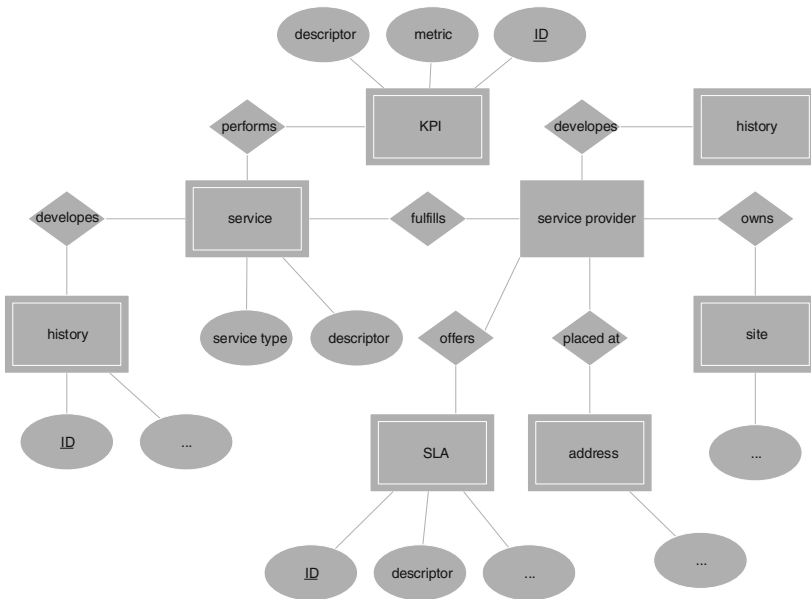 descriptor
metric
ID
performs
KPI
developes
history
developes
service
fulfills
service provider
owns
history
service type
descriptor
offers
placed at
site
ID
...
SLA
address
...
ID
descriptor
...
...